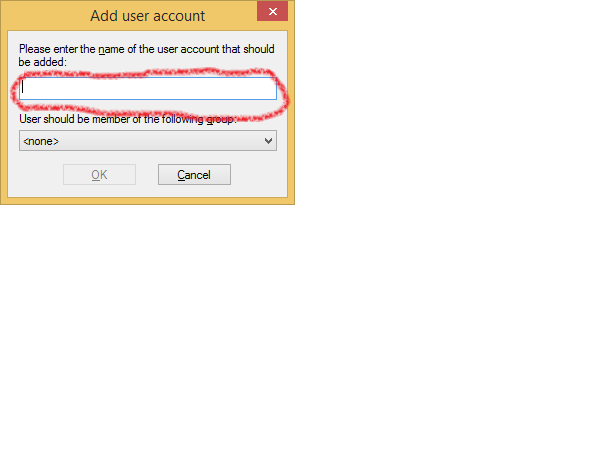 Add user account
Please enter the name of the user account that should
be added:
User should be member of the following group:
<none>
OK
Cancel